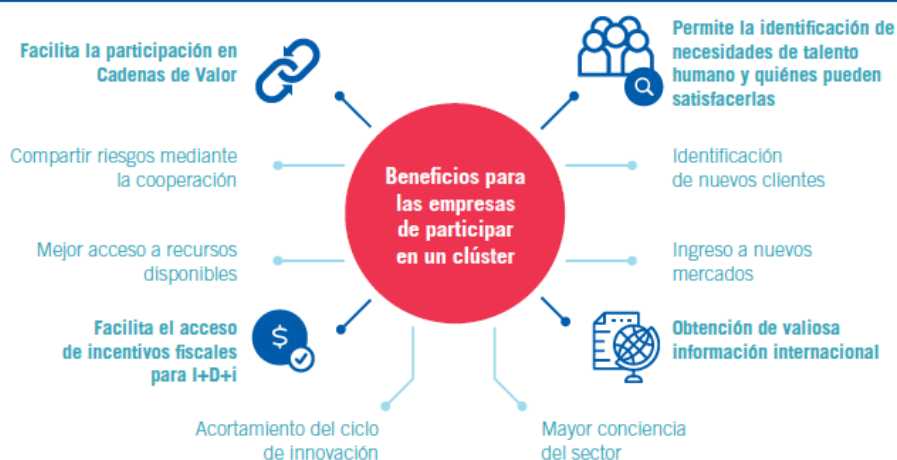 Facilita la participación en
Cadenas de Valor
Compartir riesgos mediante
la cooperación
Mejor acceso a recursos
disponibles
Facilita el acceso
de incentivos fiscales
para I+D+i
$
Acortamiento del ciclo
de innovación
Beneficios para
las empresas
de participar
en un clúster
Permite la identificación de
necesidades de talento
humano y quiénes pueden
satisfacerlas
Identificación
de nuevos clientes
Ingreso a nuevos
mercados
Obtención de valiosa
información internacional
Mayor conciencia
del sector